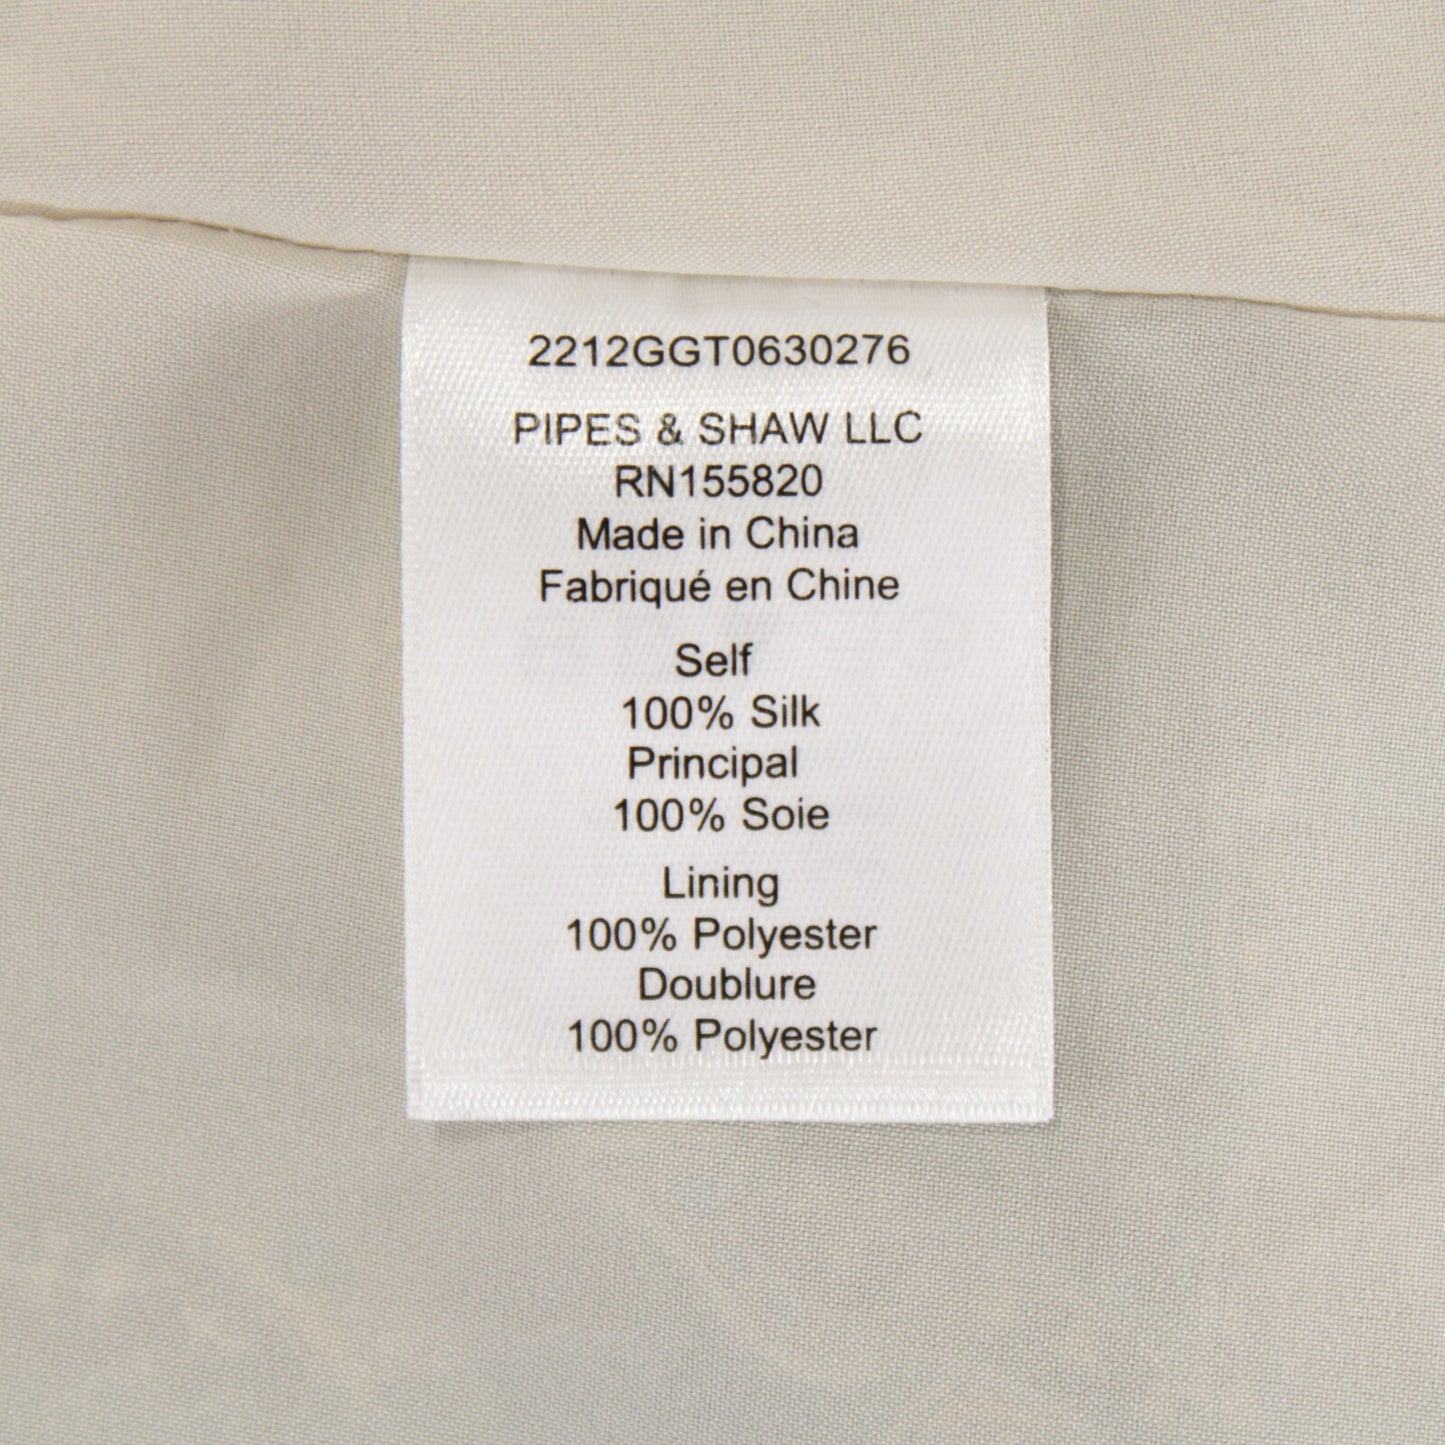 2212GGT0630276
PIPES & SHAW LLC
RN155820
Made in China
Fabriqué en Chine
Self
100% Silk
Principal
100% Soie
Lining
100% Polyester
Doublure
100% Polyester